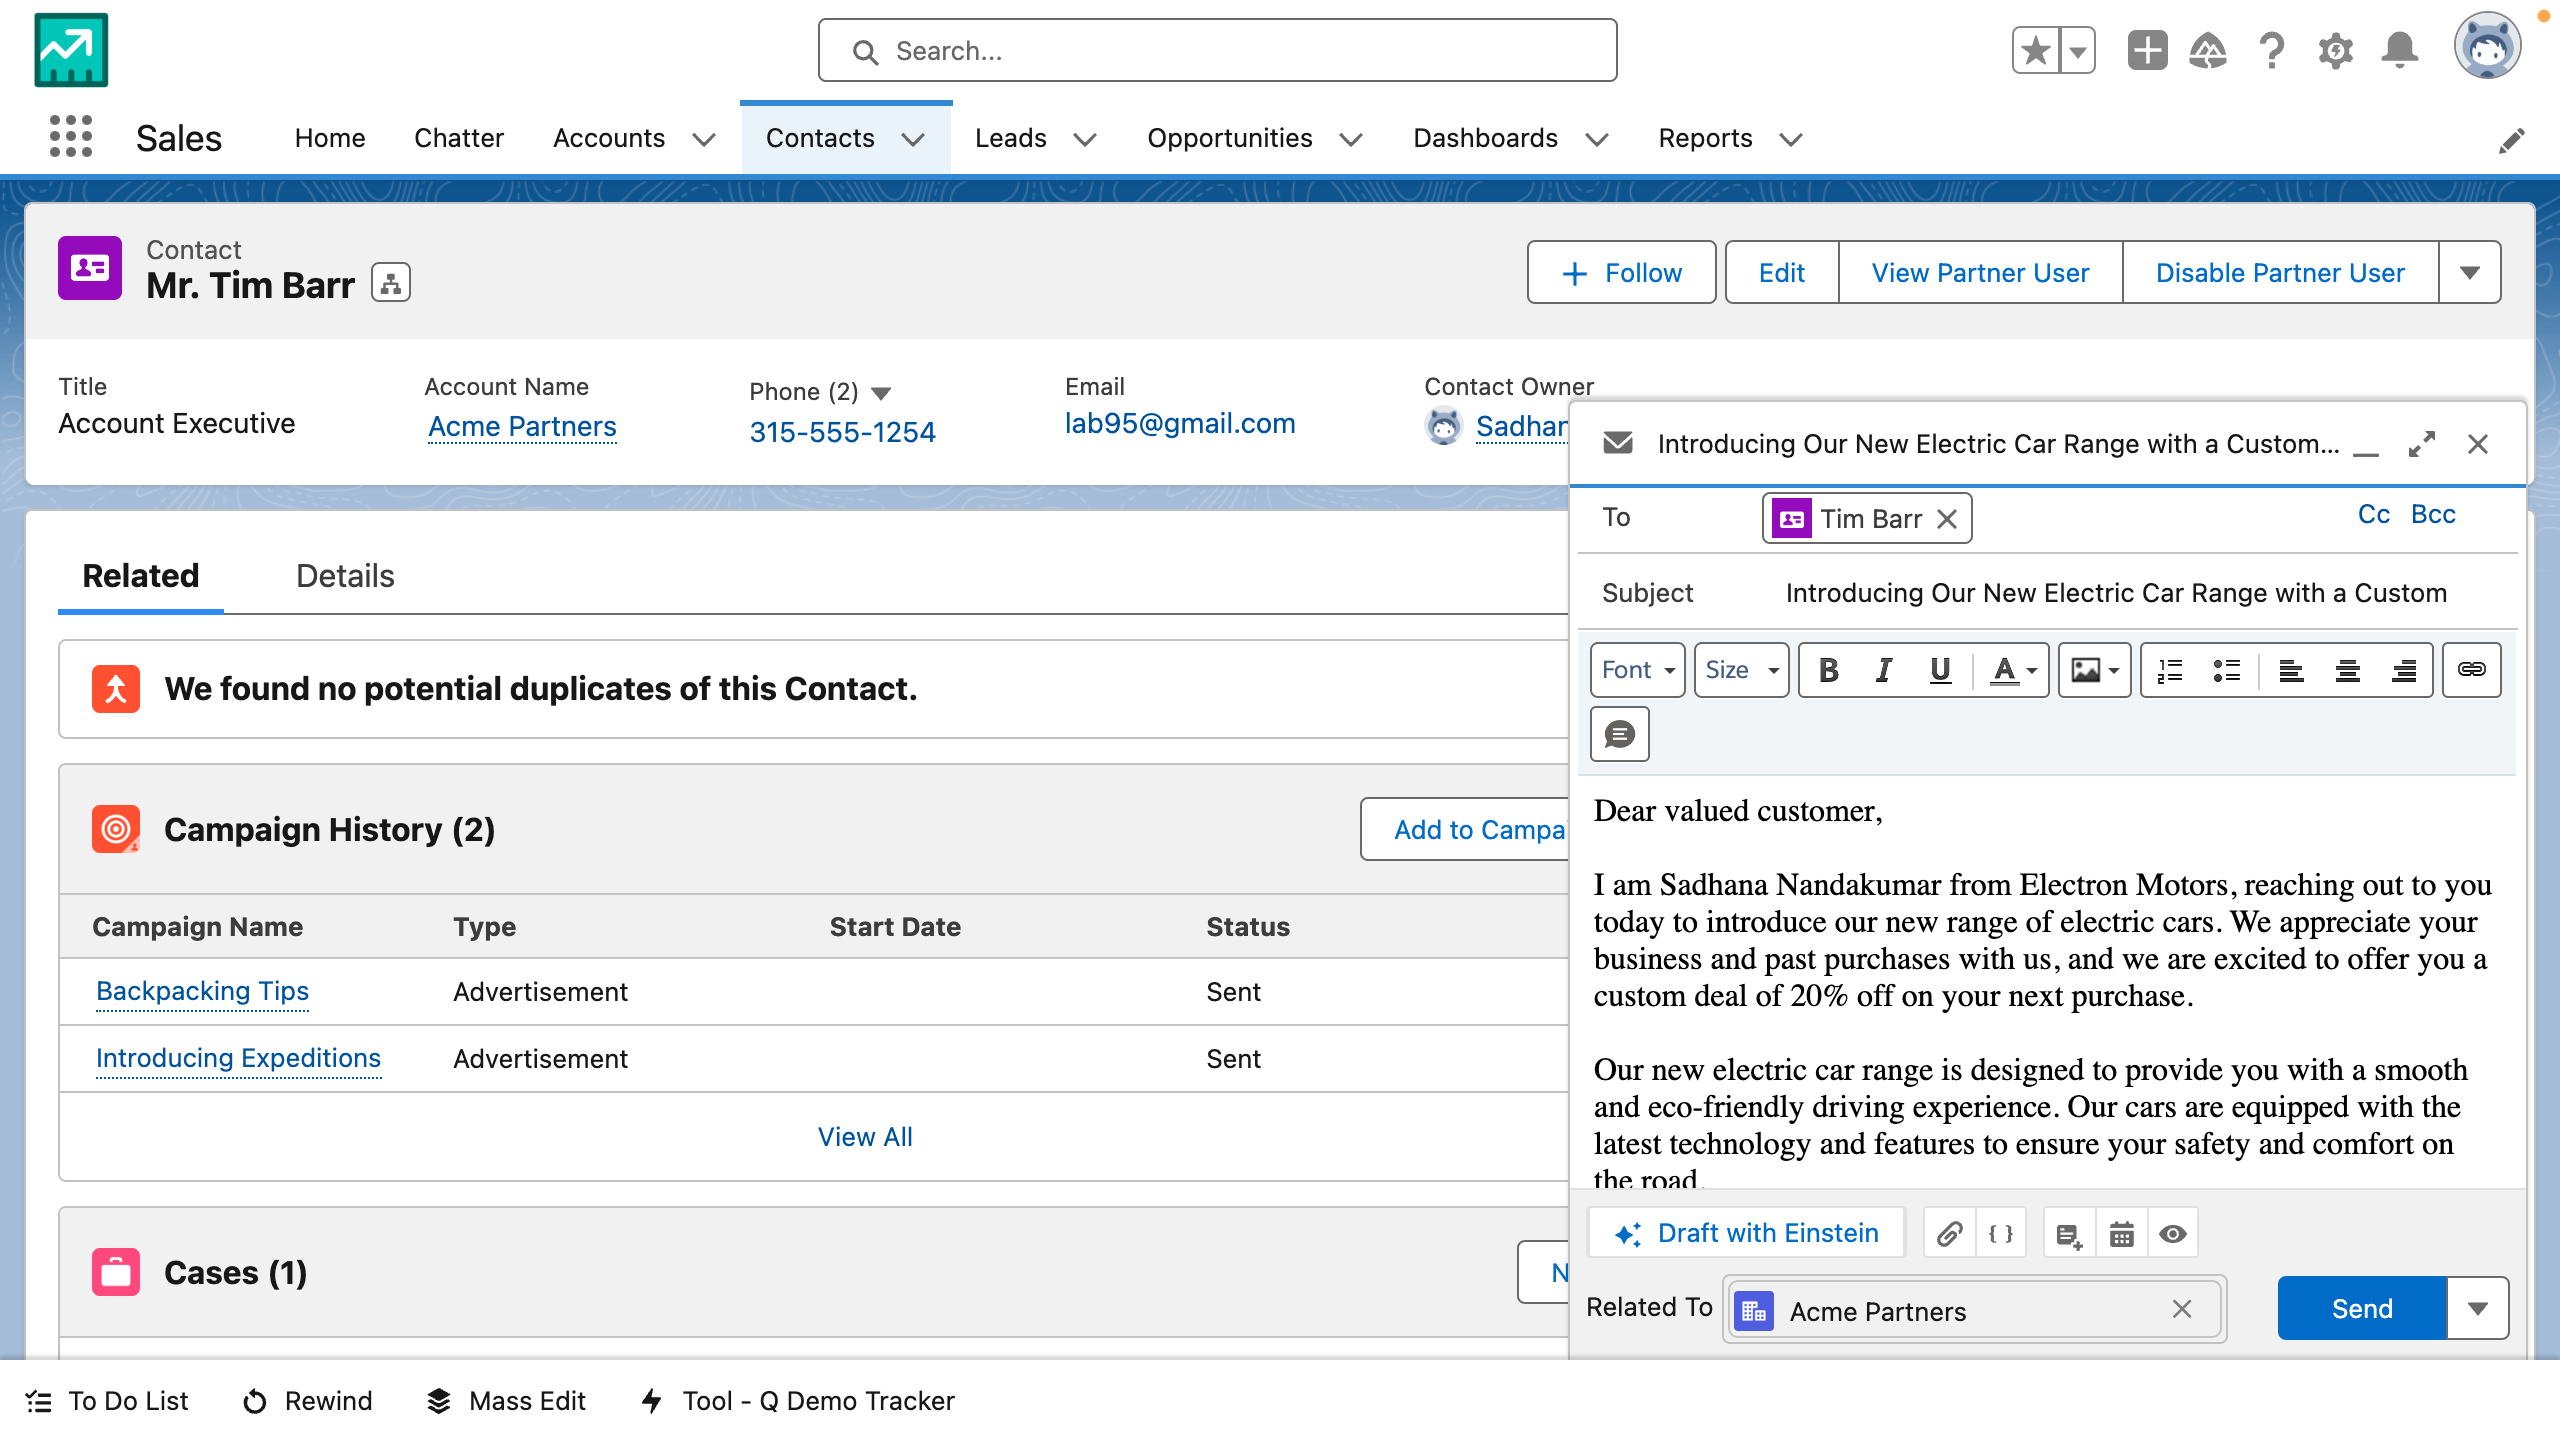 Search...
Sales
Home
Chatter
Accounts
Contacts
Leads
Opportunities
Dashboards
Reports
Contact
Mr. Tim Barr
Follow
Edit
View Partner User
Disable Partner User
Title
Account Executive
Account Name
Acme Partners
Phone (2)
315-555-1254
Email
lab95@gmail.com
Contact Owner
Sadhan
Related
Details
We found no potential duplicates of this Contact.
Campaign History (2)
Add to Campai
Campaign Name Type Start Date Status
Backpacking Tips Advertisement Sent
Introducing Expeditions Advertisement Sent
View All
Cases (1)
N
Introducing Our New Electric Car Range with a Custom...
To
Tim Barr
Cc Bcc
Subject
Introducing Our New Electric Car Range with a Custom
Font
Size
B I U A
Dear valued customer,
I am Sadhana Nandakumar from Electron Motors, reaching out to you
today to introduce our new range of electric cars. We appreciate your
business and past purchases with us, and we are excited to offer you a
custom deal of 20% off on your next purchase.
Our new electric car range is designed to provide you with a smooth
and eco-friendly driving experience. Our cars are equipped with the
latest technology and features to ensure your safety and comfort on
the road.
Draft with Einstein
Related To
Acme Partners
Send
To Do List
Rewind
Mass Edit
Tool - Q Demo Tracker